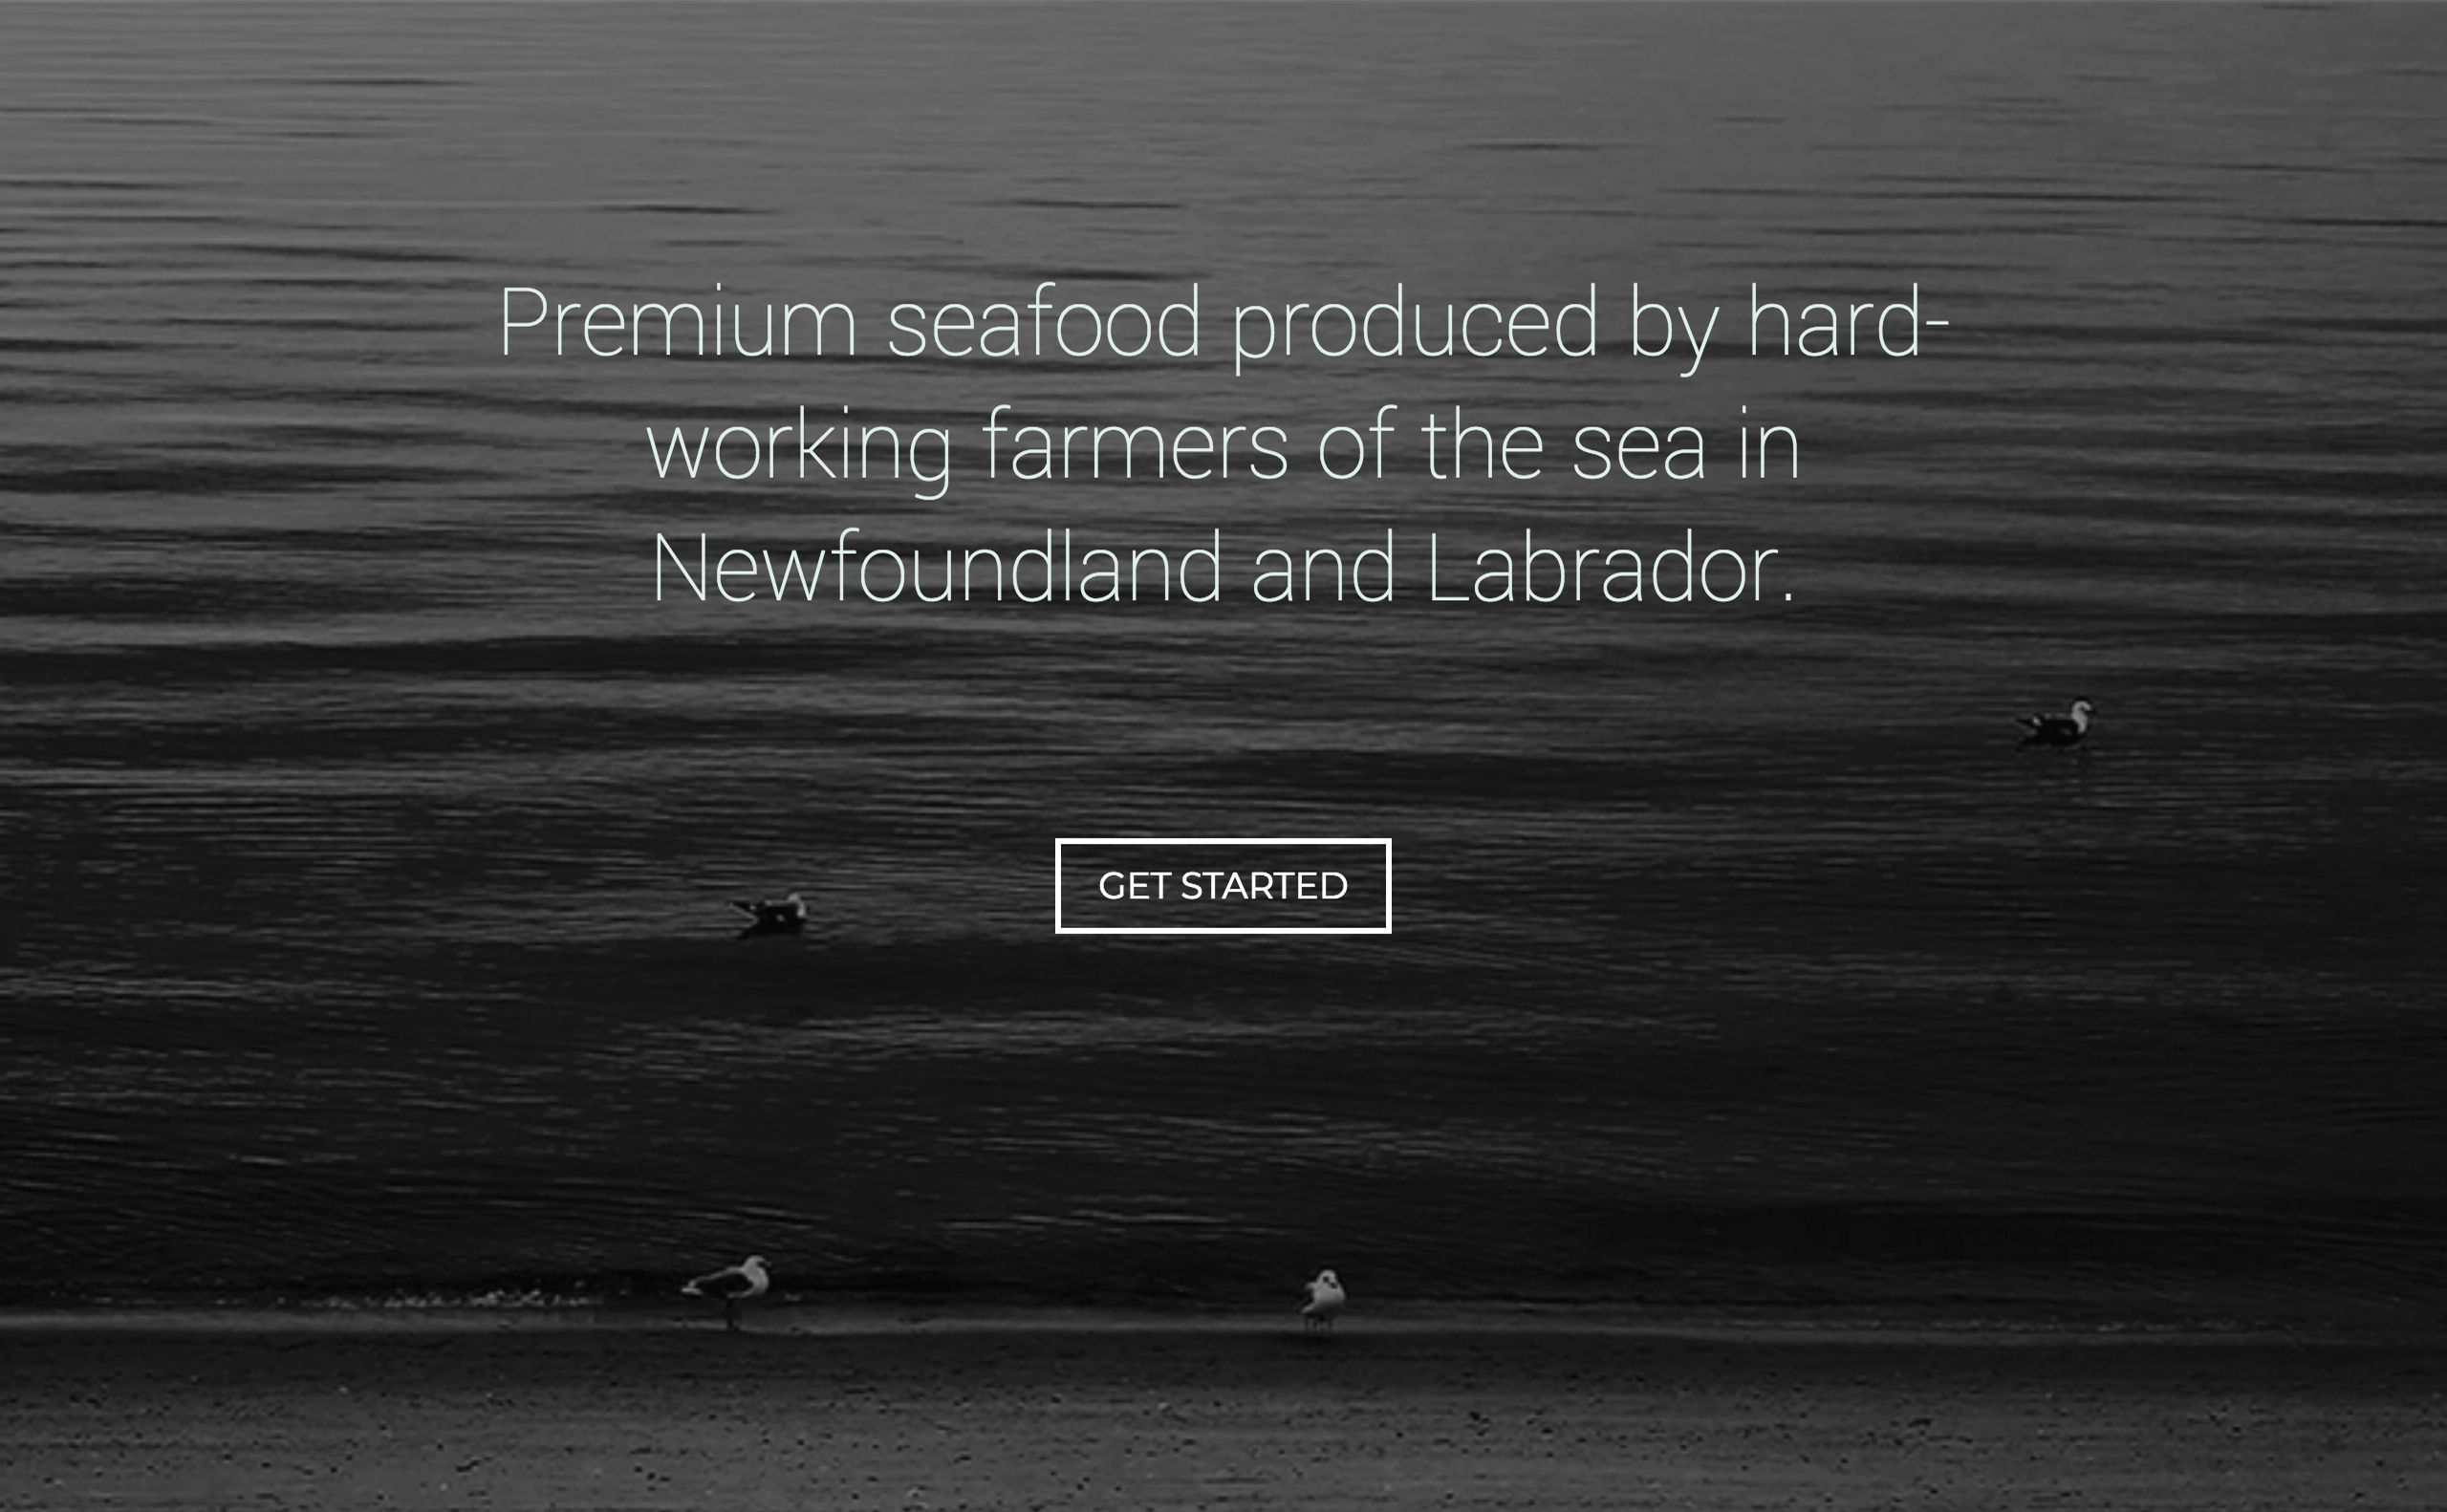 Premium seafood produced by hard-
working farmers of the sea in
Newfoundland and Labrador.
GET STARTED